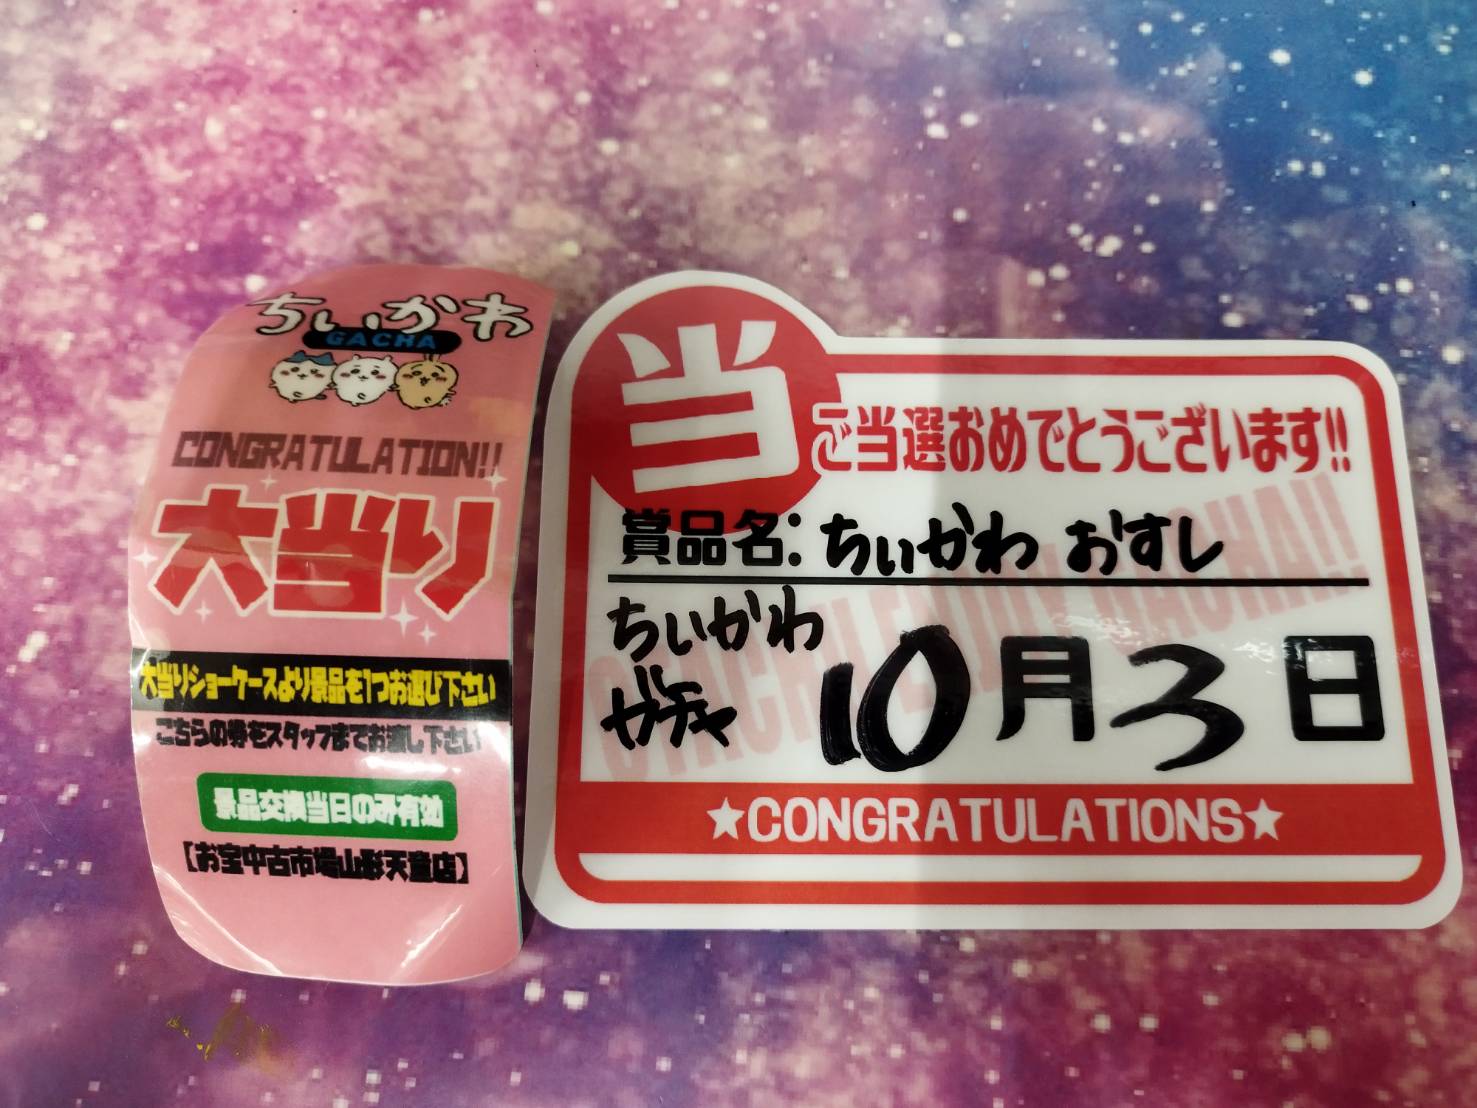 ちいかわ
GACHA
CONGRATULATION!!
大当り
大当りショーケースより景品を1つお選び下さい
こちらの券をスタッフまでお渡し下さい
景品交換当日のみ有効
【お宝中古市場山形天童店】
当
ご当選おめでとうございます!!
賞品名:ちいかわ おすし
ちいかわ
ガチャ
10月3日
★CONGRATULATIONS★